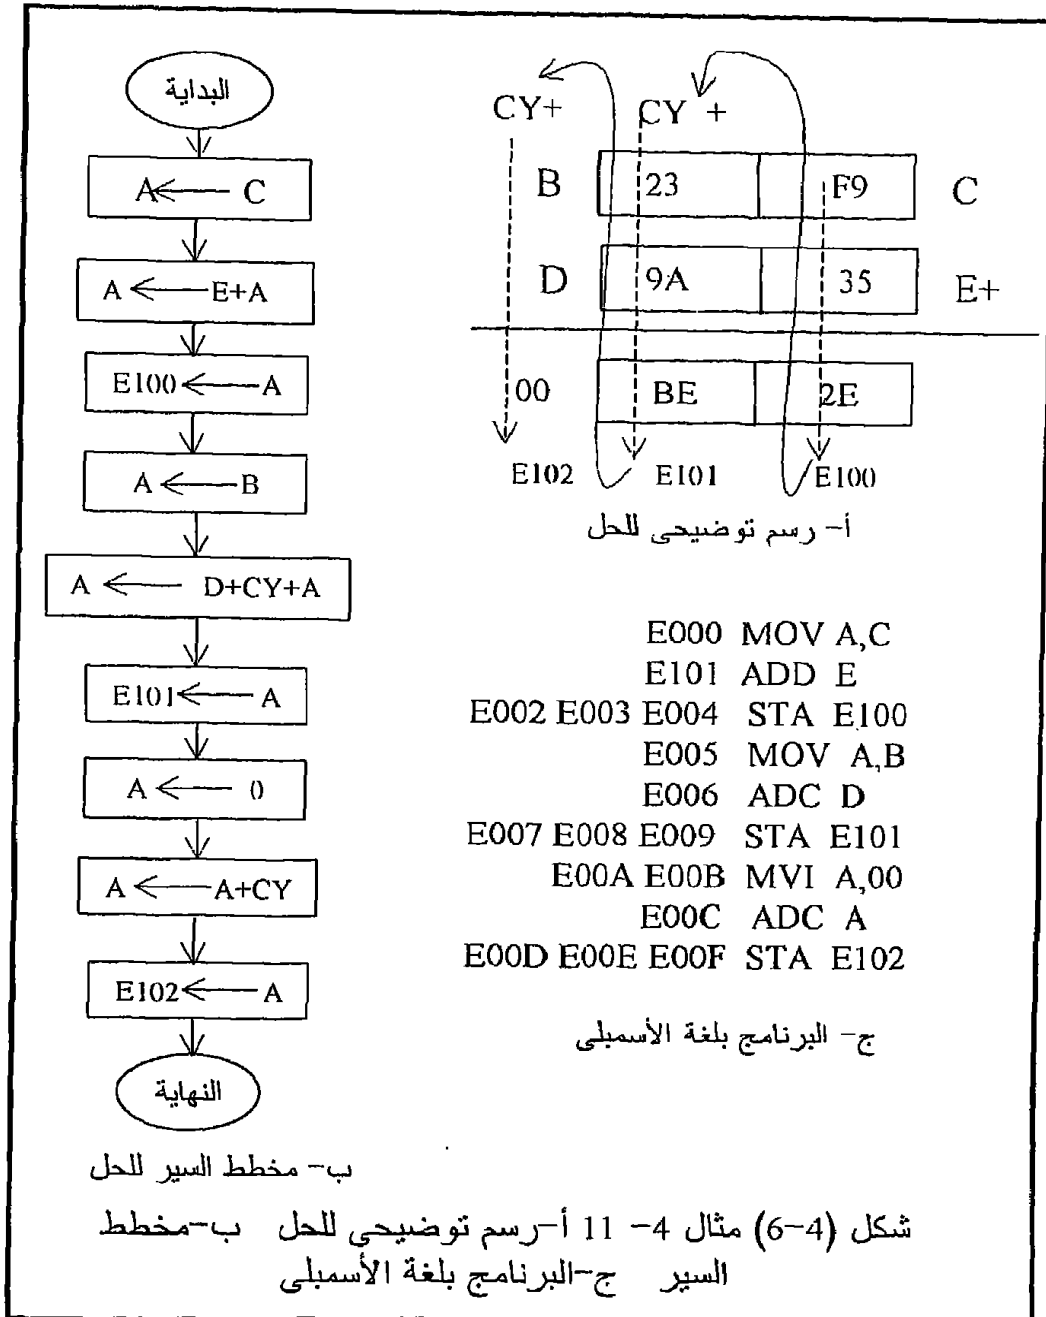 البداية
A ← C
A ← E+A
E100 ← A
A ← B
A ← D+CY+A
E101 ← A
A ← 0
A ← A+CY
E102 ← A
النهاية
ب- مخطط السير للحل
CY+ CY +
B 23 F9 C
D 9A 35 E+
00 BE 2E
E102 E101 E100
أ- رسم توضيحى للحل
E000 MOV A,C
E101 ADD E
E002 E003 E004 STA E100
E005 MOV A,B
E006 ADC D
E007 E008 E009 STA E101
E00A E00B MVI A,00
E00C ADC A
E00D E00E E00F STA E102
ج- البرنامج بلغة الأسمبلى
شكل (4-6) مثال 4- 11 أ-رسم توضيحى للحل ب-مخطط
السير ج-البرنامج بلغة الأسمبلى